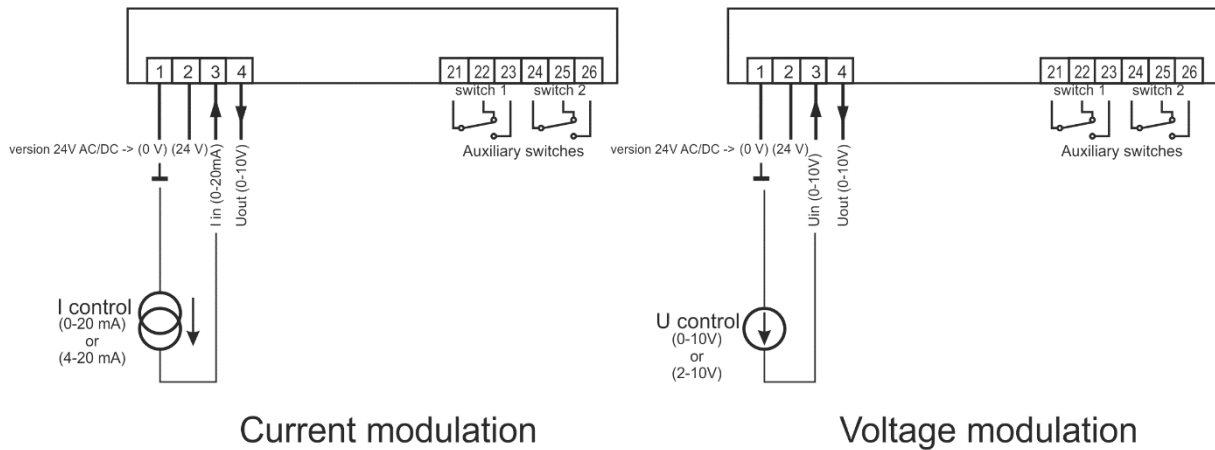 1 2 3 4
21 22 23 24 25 26
switch 1 switch 2
Auxiliary switches
version 24V AC/DC -> (0 V) (24 V)
I in (0-20mA)
Uout (0-10V)
I control
(0-20 mA)
or
(4-20 mA)
Current modulation
1 2 3 4
21 22 23 24 25 26
switch 1 switch 2
Auxiliary switches
version 24V AC/DC -> (0 V) (24 V)
Uin (0-10V)
Uout (0-10V)
U control
(0-10V)
or
(2-10V)
Voltage modulation